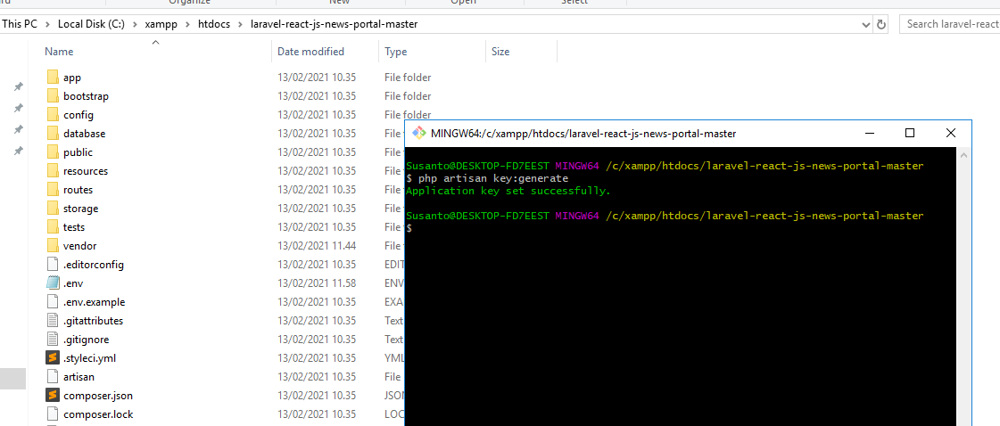 Organize New Open Select
This PC > Local Disk (C:) > xampp > htdocs > laravel-react-js-news-portal-master
Search laravel-react
Name Date modified Type Size
app 13/02/2021 10.35 File folder
bootstrap 13/02/2021 10.35 File folder
config 13/02/2021 10.35 File folder
database 13/02/2021 10.35
public 13/02/2021 10.35
resources 13/02/2021 10.35
routes 13/02/2021 10.35
storage 13/02/2021 10.35
tests 13/02/2021 10.35
vendor 13/02/2021 11.44
.editorconfig 13/02/2021 10.35 EDIT
.env 13/02/2021 11.58 ENV
.env.example 13/02/2021 10.35 EXA
.gitattributes 13/02/2021 10.35 Text
.gitignore 13/02/2021 10.35 Text
.styleci.yml 13/02/2021 10.35 YML
artisan 13/02/2021 10.35 File
composer.json 13/02/2021 10.35 JSON
composer.lock 13/02/2021 10.35 LOC
MINGW64:/c/xampp/htdocs/laravel-react-js-news-portal-master
Susanto@DESKTOP-FD7EEST MINGW64 /c/xampp/htdocs/laravel-react-js-news-portal-master
$ php artisan key:generate
Application key set successfully.
Susanto@DESKTOP-FD7EEST MINGW64 /c/xampp/htdocs/laravel-react-js-news-portal-master
$